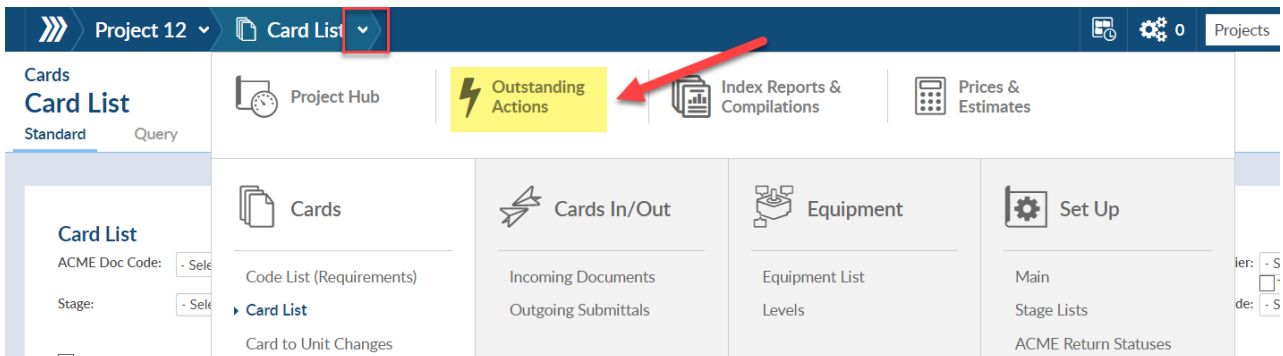 Project 12
Card List
0
Projects
Cards
Card List
Standard
Query
Project Hub
Outstanding
Actions
Index Reports &
Compilations
Prices &
Estimates
Cards
Cards In/Out
Equipment
Set Up
Card List
ACME Doc Code:
- Sele
Stage:
- Sele
Code List (Requirements)
Card List
Card to Unit Changes
Incoming Documents
Outgoing Submittals
Equipment List
Levels
Main
Stage Lists
ACME Return Statuses
ier:
- S
de:
- S